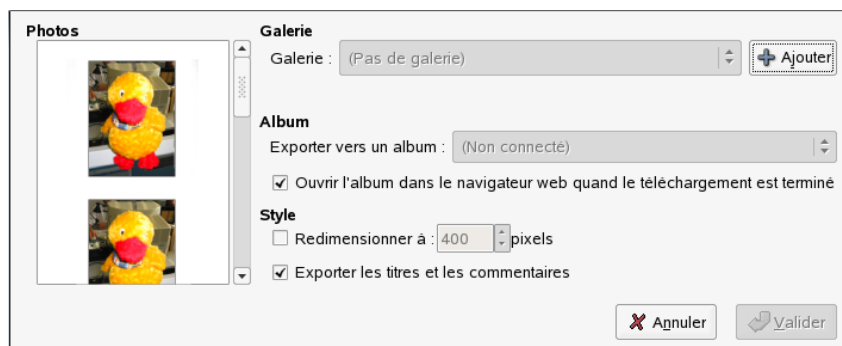 Photos
Galerie
Galerie : (Pas de galerie) Ajouter
Album
Exporter vers un album : (Non connecté)
Ouvrir l'album dans le navigateur web quand le téléchargement est terminé
Style
Redimensionner à : 400 pixels
Exporter les titres et les commentaires
Annuler Valider